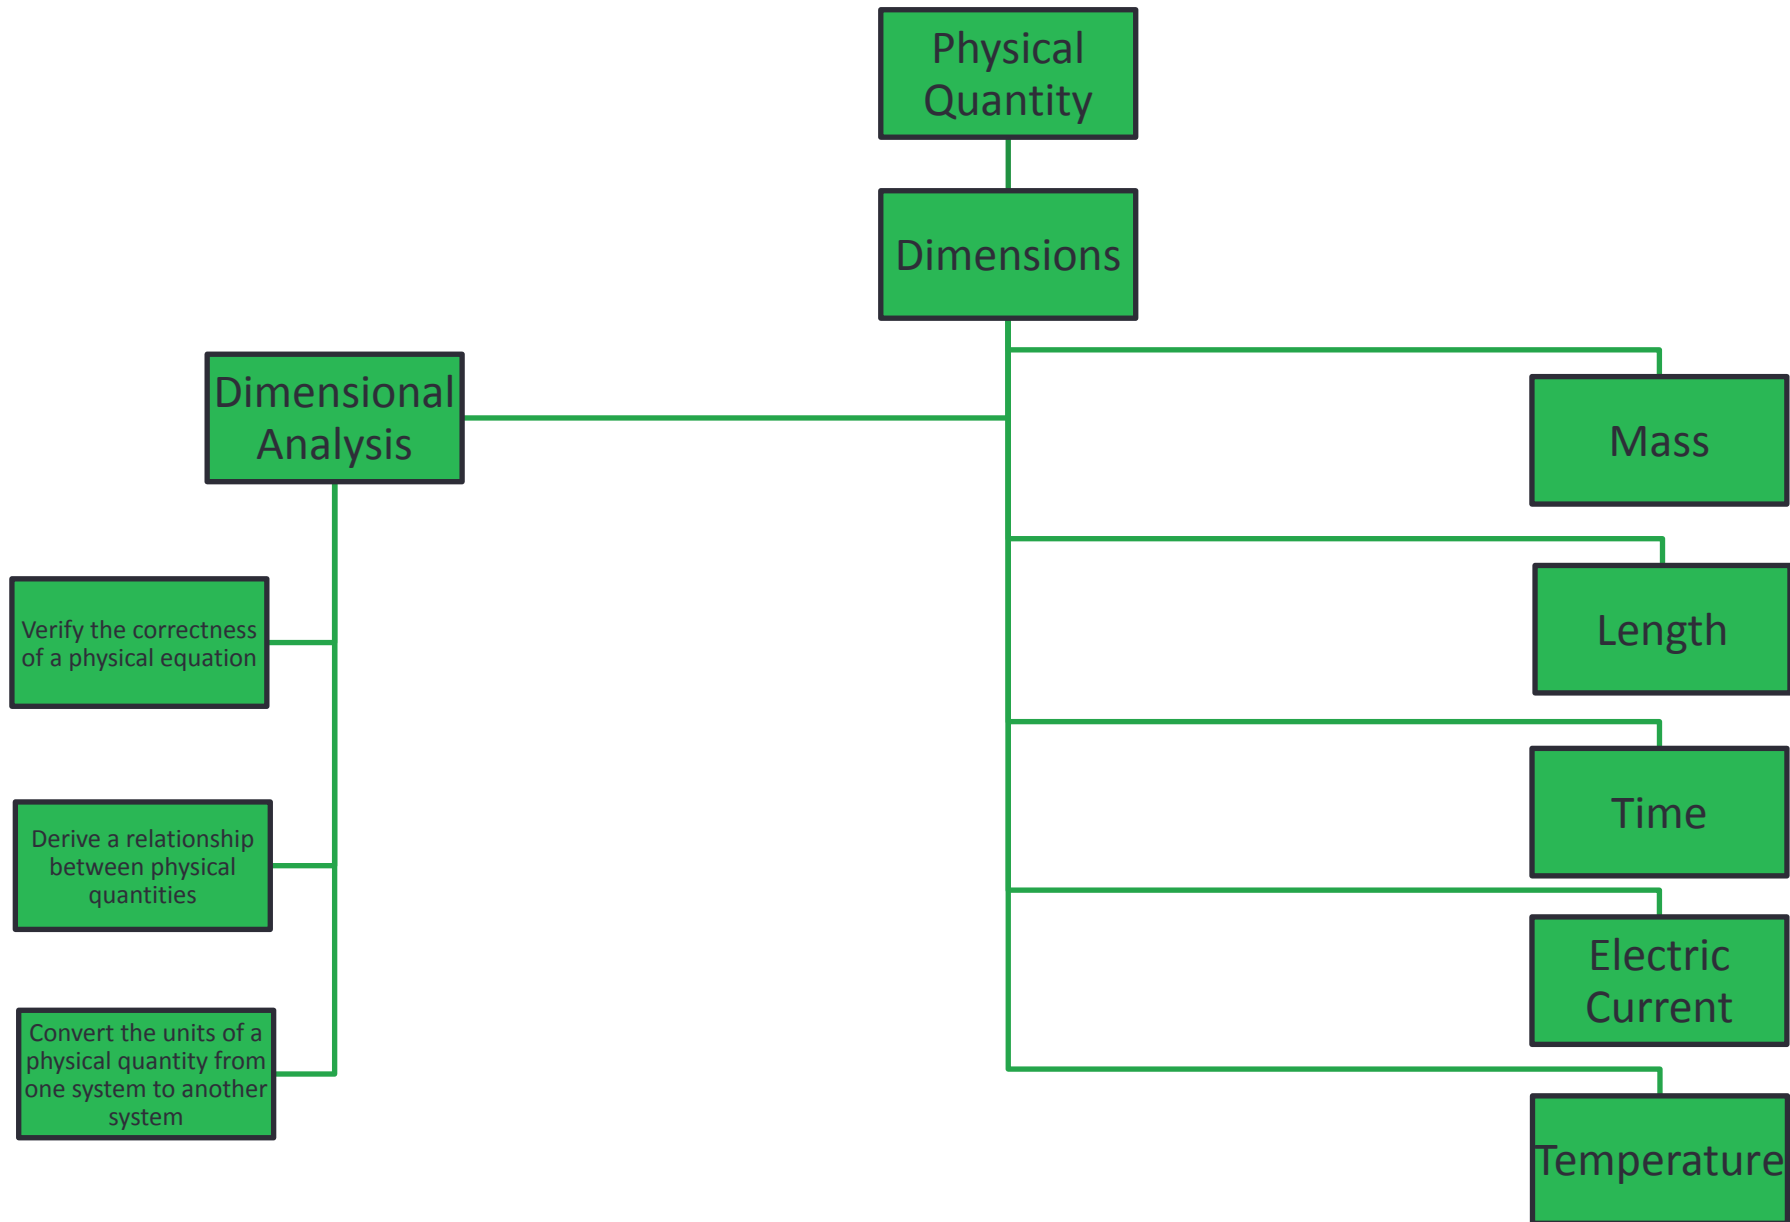 Physical
Quantity
Dimensions
Dimensional
Analysis
Verify the correctness
of a physical equation
Derive a relationship
between physical
quantities
Convert the units of a
physical quantity from
one system to another
system
Mass
Length
Time
Electric
Current
Temperature